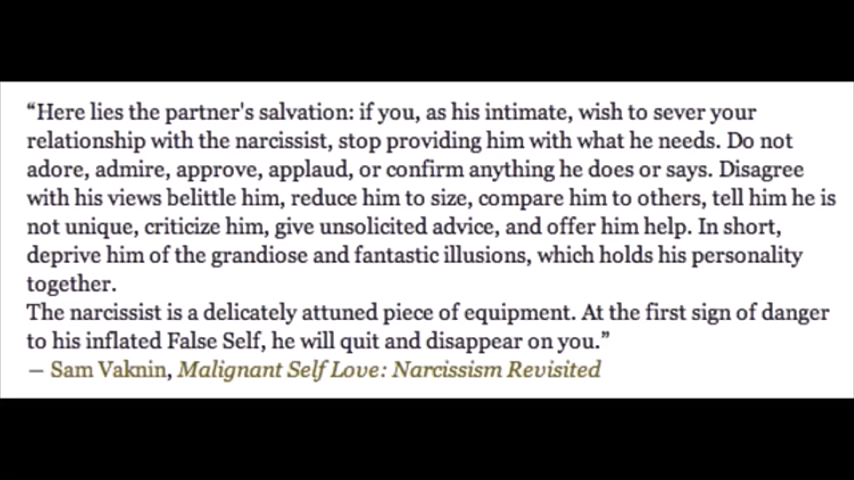 “Here lies the partner's salvation: if you, as his intimate, wish to sever your
relationship with the narcissist, stop providing him with what he needs. Do not
adore, admire, approve, applaud, or confirm anything he does or says. Disagree
with his views belittle him, reduce him to size, compare him to others, tell him he is
not unique, criticize him, give unsolicited advice, and offer him help. In short,
deprive him of the grandiose and fantastic illusions, which holds his personality
together.
The narcissist is a delicately attuned piece of equipment. At the first sign of danger
to his inflated False Self, he will quit and disappear on you.”
― Sam Vaknin, Malignant Self Love: Narcissism Revisited